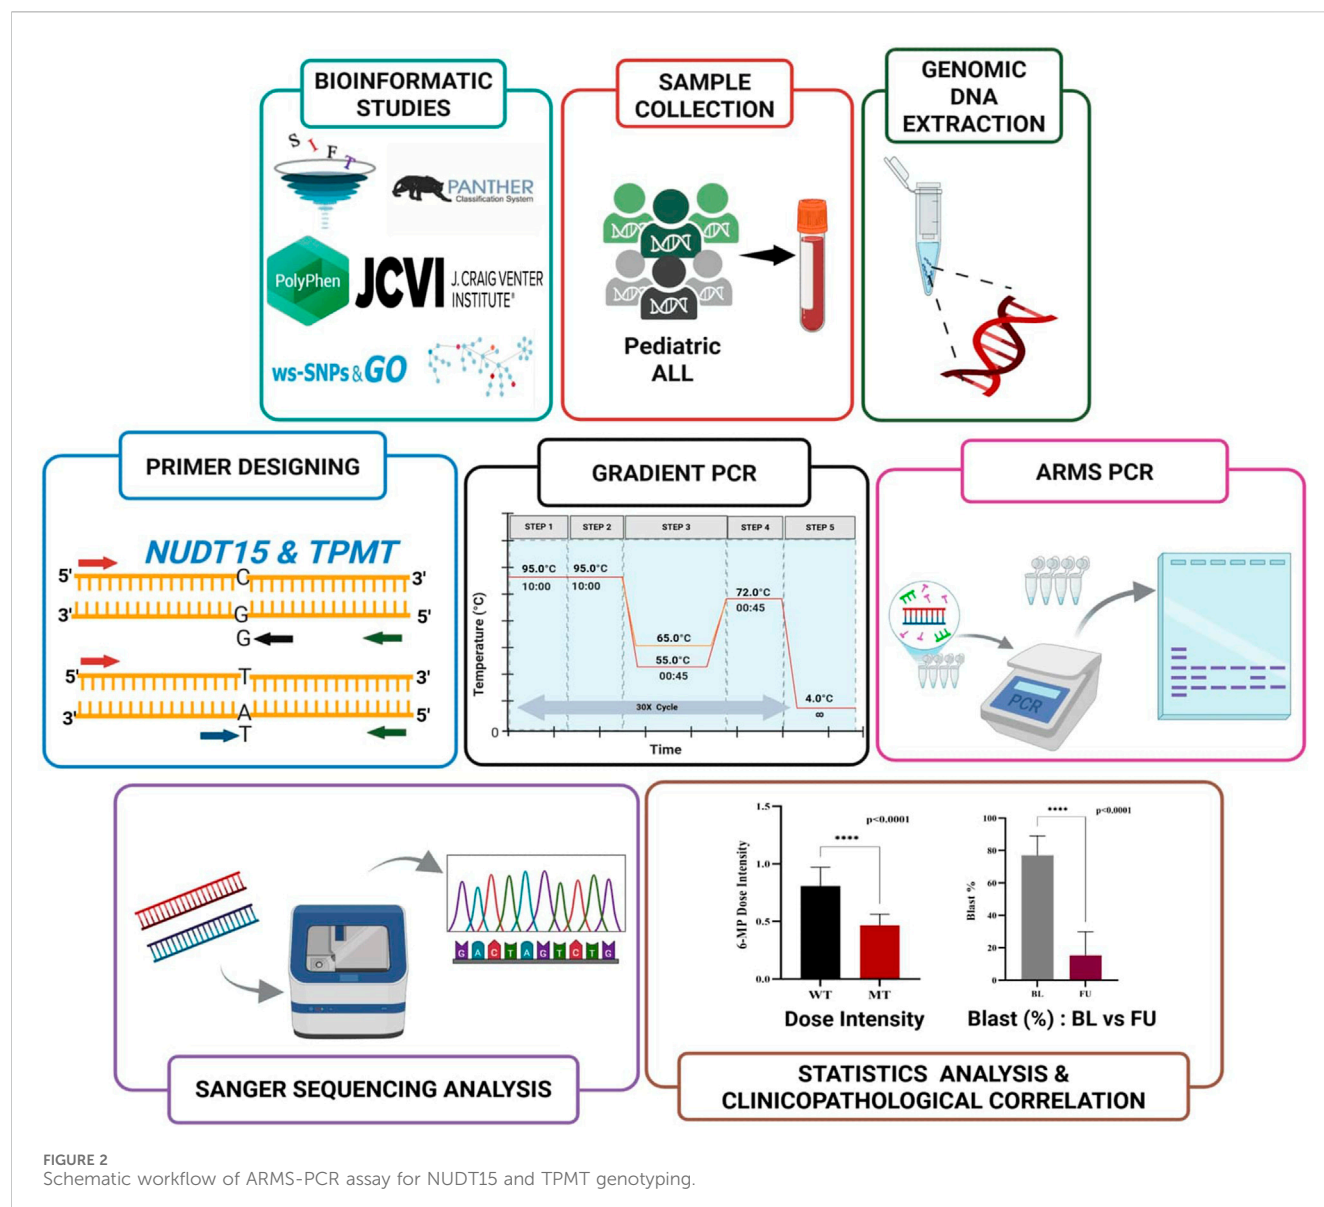 BIOINFORMATIC
STUDIES
SIFT
PANTHER
Classification System
PolyPhen
JCVI
J. CRAIG VENTER
INSTITUTE®
ws-SNPs&GO
SAMPLE
COLLECTION
Pediatric
ALL
GENOMIC
DNA
EXTRACTION
PRIMER DESIGNING
NUDT15 & TPMT
5' C 3'
3' G 5'
G
5' T 3'
3' A 5'
T
GRADIENT PCR
STEP 1 STEP 2 STEP 3 STEP 4 STEP 5
95.0°C 95.0°C
10:00 10:00
72.0°C
00:45
65.0°C
55.0°C
00:45
4.0°C
∞
30X Cycle
Temperature (°C)
0
Time
ARMS PCR
PCR
G A C T A G T C T G
SANGER SEQUENCING ANALYSIS
1.5
1.0
0.5
0.0
6-MP Dose Intensity
p<0.0001
****
WT MT
Dose Intensity
100
80
60
40
20
0
Blast %
****
p<0.0001
BL FU
Blast (%) : BL vs FU
STATISTICS ANALYSIS &
CLINICOPATHOLOGICAL CORRELATION
FIGURE 2
Schematic workflow of ARMS-PCR assay for NUDT15 and TPMT genotyping.